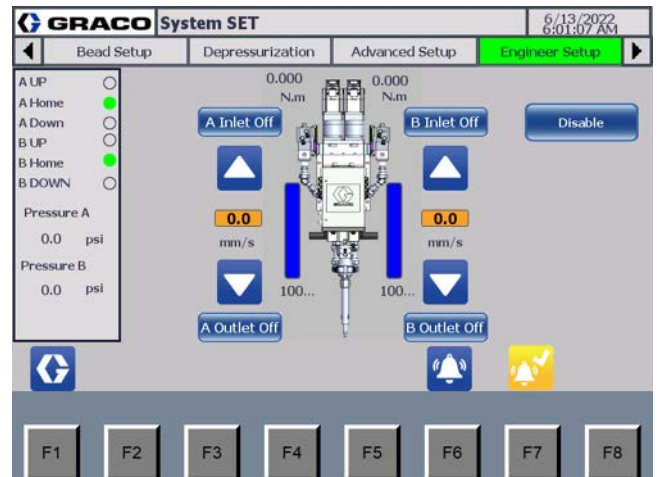 GRACO System SET 6/13/2022
6:01:07 AM
Bead Setup Depressurization Advanced Setup Engineer Setup
A UP
A Home
A Down
B UP
B Home
B DOWN
Pressure A
0.0 psi
Pressure B
0.0 psi
0.000 0.000
N.m N.m
A Inlet Off B Inlet Off Disable
0.0 0.0
mm/s mm/s
100... 100...
A Outlet Off B Outlet Off
F1 F2 F3 F4 F5 F6 F7 F8